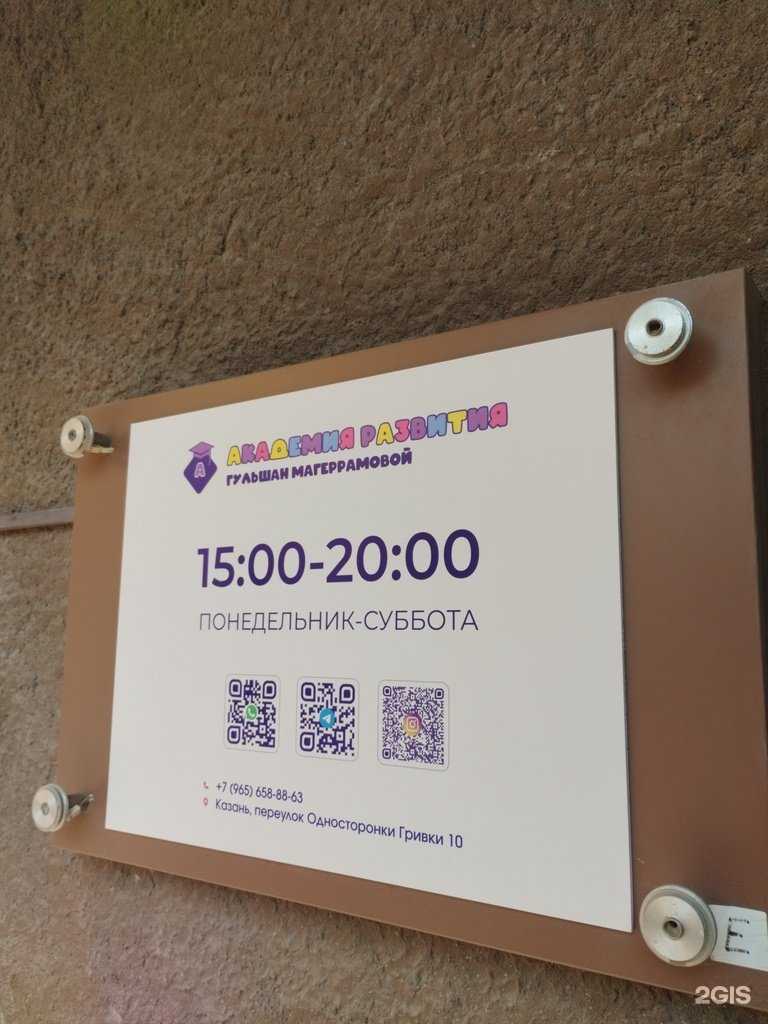 А
АКАДЕМИЯ РАЗВИТИЯ
ГУЛЬШАН МАГЕРРАМОВОЙ
15:00-20:00
ПОНЕДЕЛЬНИК-СУББОТА
+7 (965) 658-88-63
Казань, переулок Односторонки Гривки 10
2GIS